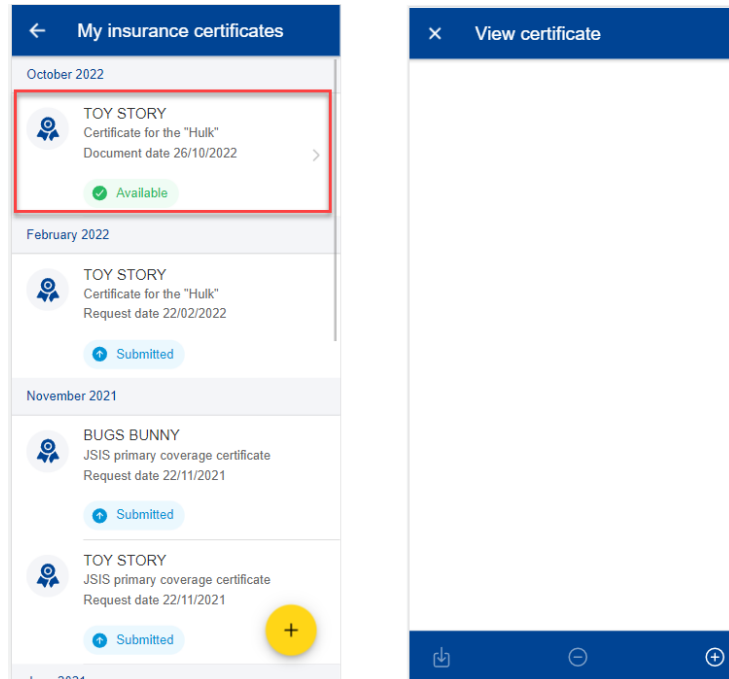 My insurance certificates
October 2022
TOY STORY
Certificate for the "Hulk"
Document date 26/10/2022
Available
February 2022
TOY STORY
Certificate for the "Hulk"
Request date 22/02/2022
Submitted
November 2021
BUGS BUNNY
JSIS primary coverage certificate
Request date 22/11/2021
Submitted
TOY STORY
JSIS primary coverage certificate
Request date 22/11/2021
Submitted
View certificate